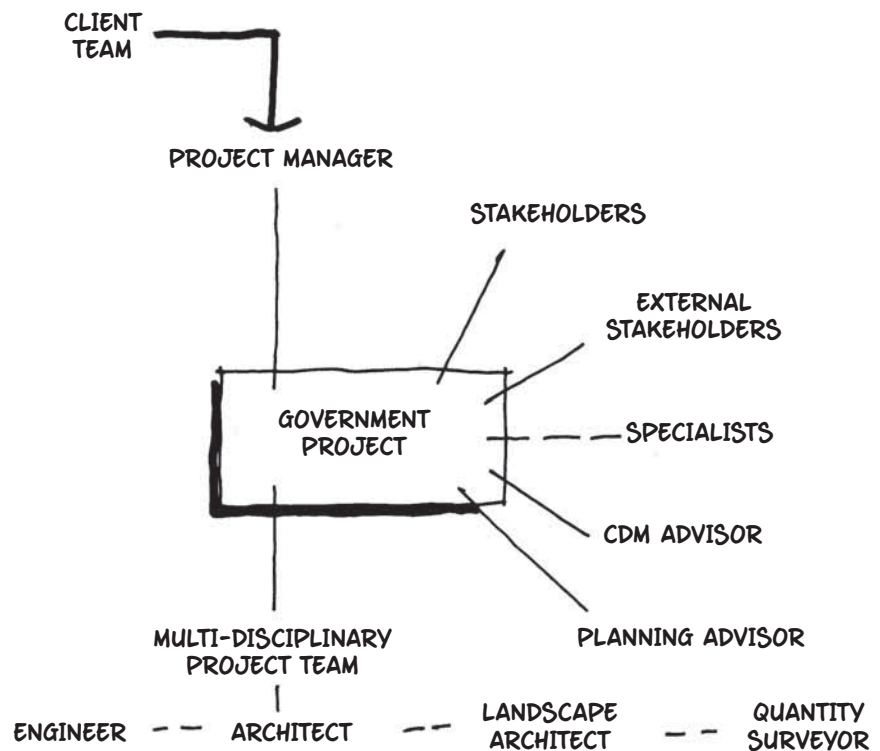 CLIENT
TEAM
PROJECT MANAGER
STAKEHOLDERS
EXTERNAL
STAKEHOLDERS
GOVERNMENT
PROJECT
SPECIALISTS
CDM ADVISOR
MULTI-DISCIPLINARY
PROJECT TEAM
PLANNING ADVISOR
ENGINEER
ARCHITECT
LANDSCAPE
ARCHITECT
QUANTITY
SURVEYOR